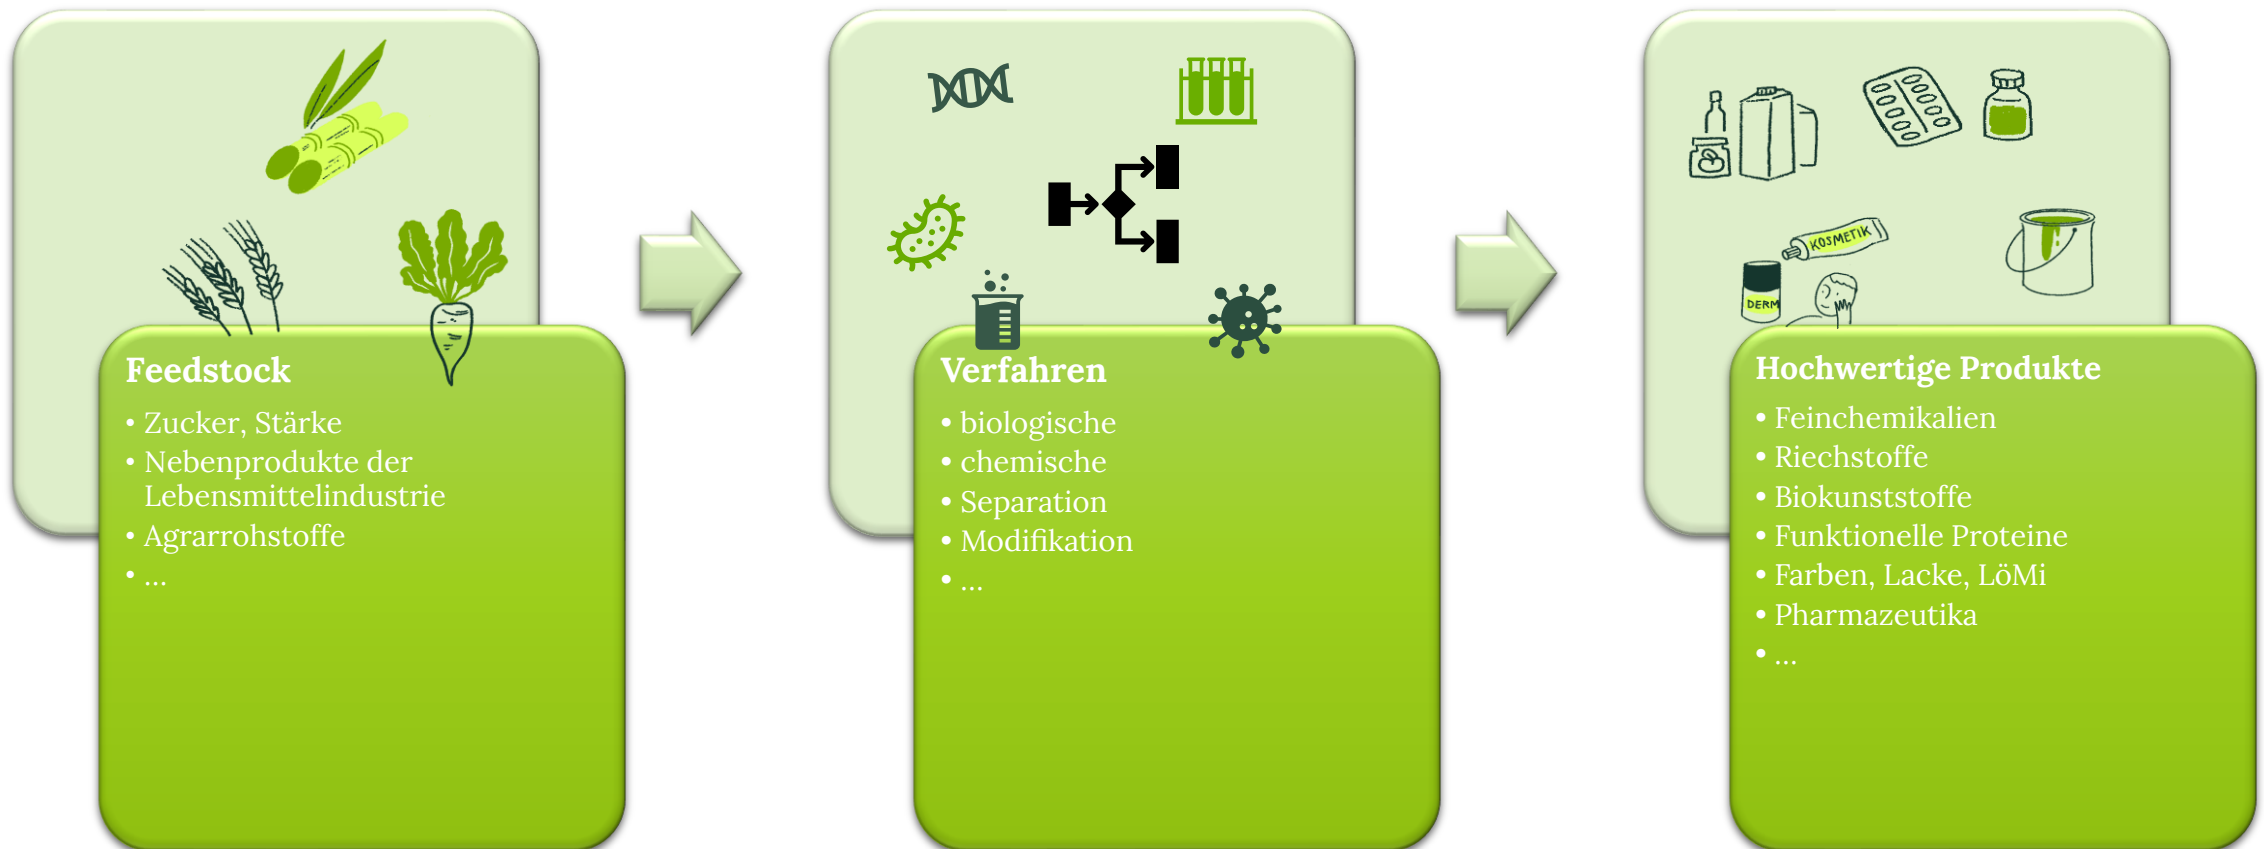 KOSMETIK
DERM
Feedstock
• Zucker, Stärke
• Nebenprodukte der
Lebensmittelindustrie
• Agrarrohstoffe
• ...
Verfahren
• biologische
• chemische
• Separation
• Modifikation
• ...
Hochwertige Produkte
• Feinchemikalien
• Riechstoffe
• Biokunststoffe
• Funktionelle Proteine
• Farben, Lacke, LöMi
• Pharmazeutika
• ...